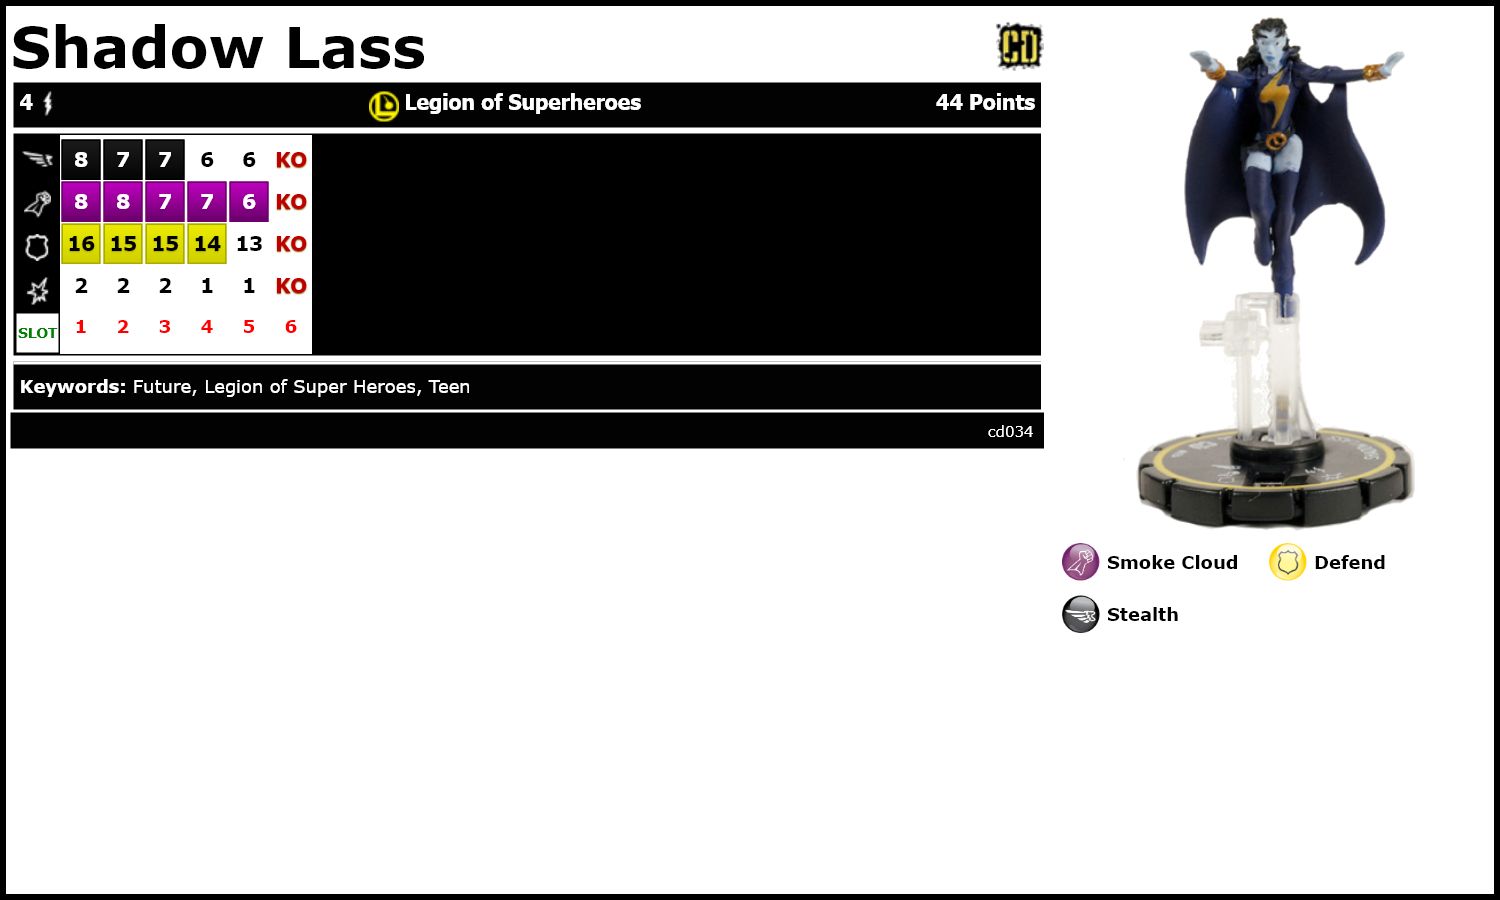 Shadow Lass
CD
4 Legion of Superheroes 44 Points
8 7 7 6 6 KO
8 8 7 7 6 KO
16 15 15 14 13 KO
2 2 2 1 1 KO
SLOT 1 2 3 4 5 6
Keywords: Future, Legion of Super Heroes, Teen
cd034
Smoke Cloud Defend
Stealth